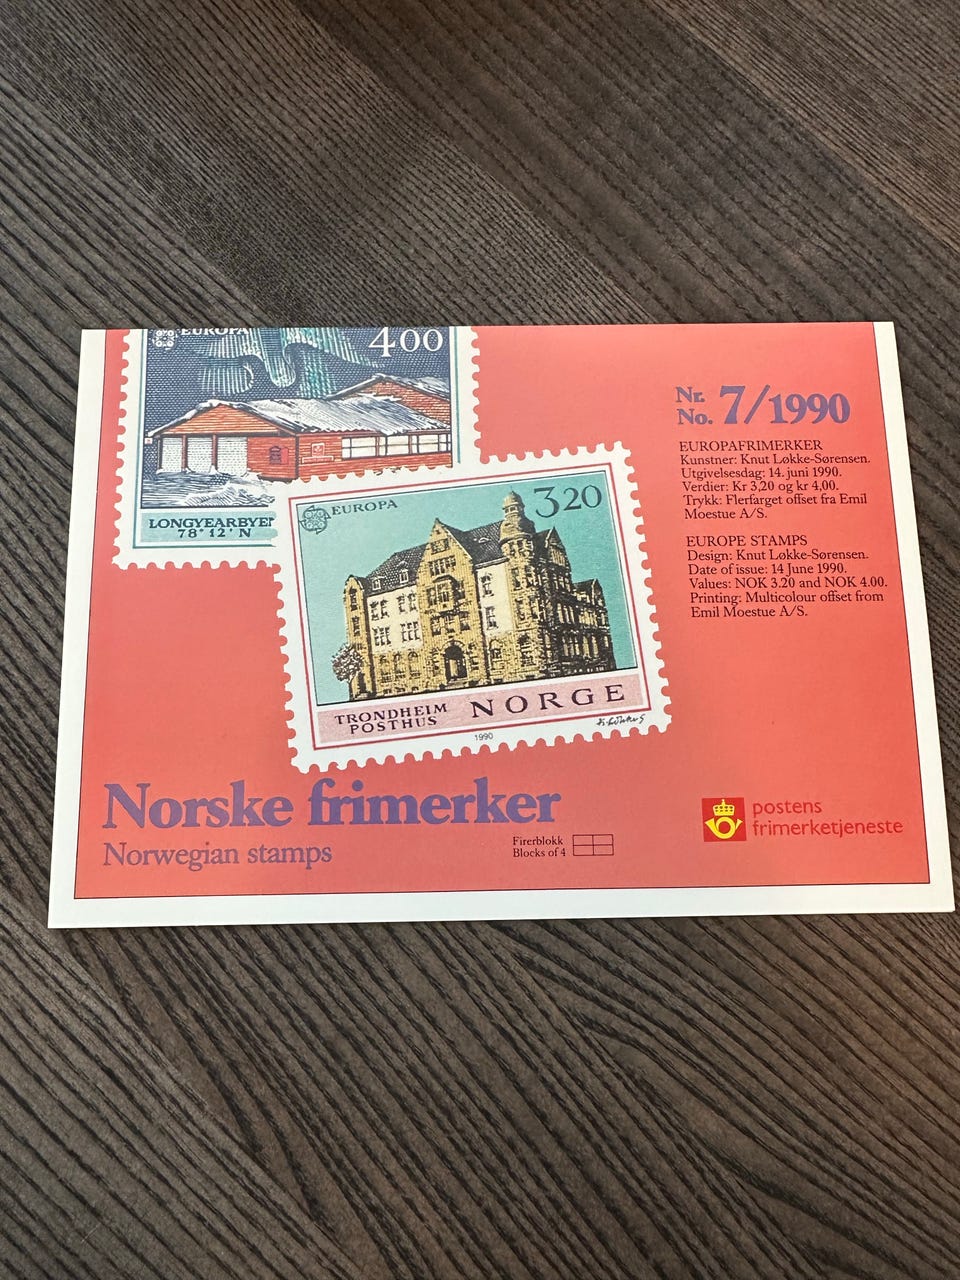 EUROPA
4.00
LONGYEARBYEN
78° 12' N
EUROPA
3.20
TRONDHEIM
POSTHUS
NORGE
1990
Nr.
No. 7/1990
EUROPAFRIMERKER
Kunstner: Knut Løkke-Sørensen.
Utgivelsesdag: 14. juni 1990.
Verdier: Kr 3,20 og kr 4,00.
Trykk: Flerfarget offset fra Emil
Moestue A/S.
EUROPE STAMPS
Design: Knut Løkke-Sørensen.
Date of issue: 14 June 1990.
Values: NOK 3.20 and NOK 4.00.
Printing: Multicolour offset from
Emil Moestue A/S.
Norske frimerker
Norwegian stamps
Firerblokk
Blocks of 4
postens
frimerketjeneste